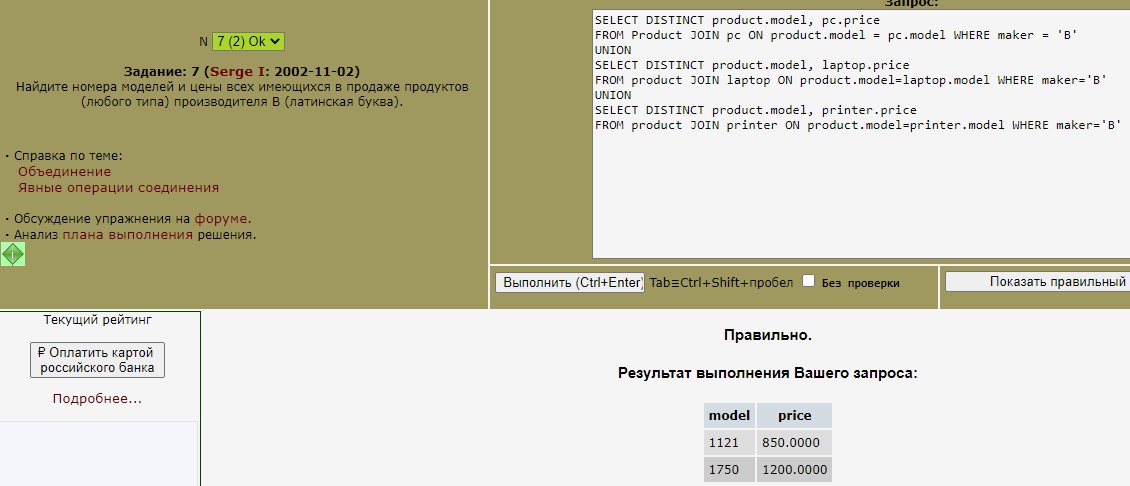 N 7 (2) Ok
Задание: 7 (Serge I: 2002-11-02)
Найдите номера моделей и цены всех имеющихся в продаже продуктов
(любого типа) производителя B (латинская буква).
· Справка по теме:
Объединение
Явные операции соединения
· Обсуждение упражнения на форуме.
· Анализ плана выполнения решения.
Запрос:
SELECT DISTINCT product.model, pc.price
FROM Product JOIN pc ON product.model = pc.model WHERE maker = 'B'
UNION
SELECT DISTINCT product.model, laptop.price
FROM product JOIN laptop ON product.model=laptop.model WHERE maker='B'
UNION
SELECT DISTINCT product.model, printer.price
FROM product JOIN printer ON product.model=printer.model WHERE maker='B'
Выполнить (Ctrl+Enter) Tab≡Ctrl+Shift+пробел Без проверки
Показать правильный
Текущий рейтинг
₽ Оплатить картой
российского банка
Подробнее...
Правильно.
Результат выполнения Вашего запроса:
model price
1121 850.0000
1750 1200.0000